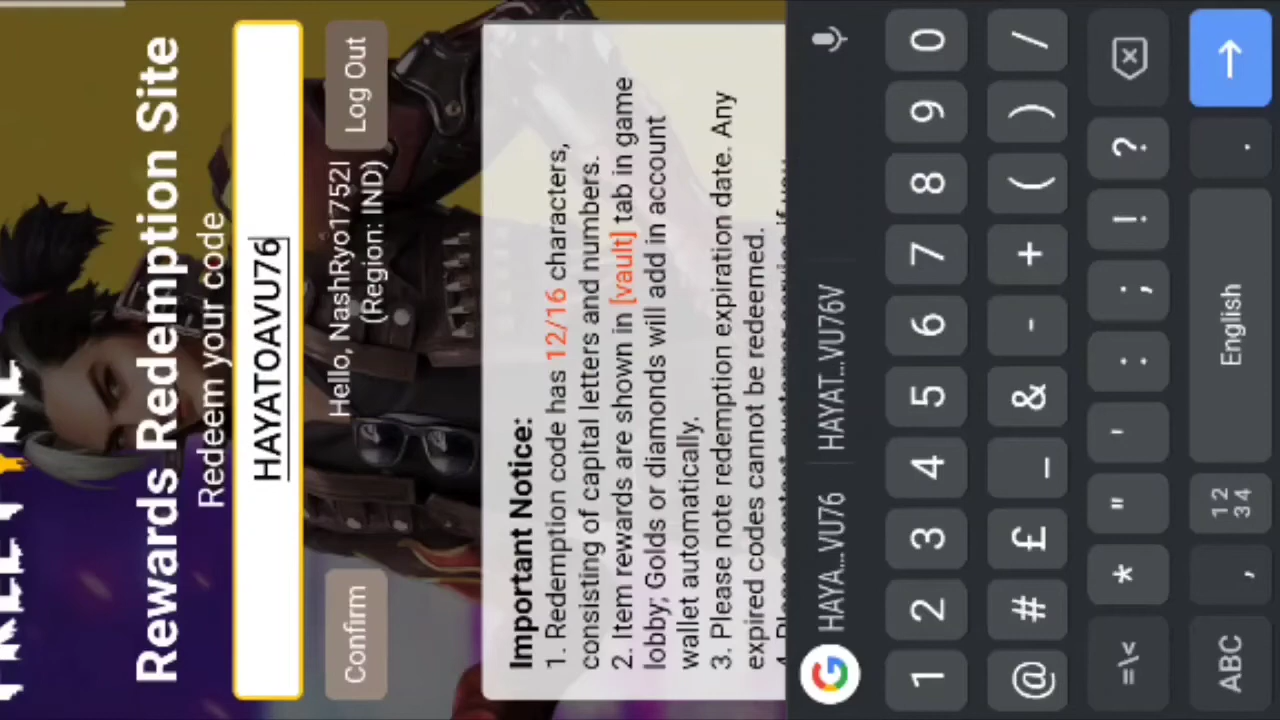 Rewards Redemption Site
Redeem your code
HAYATOAVU76
Hello, NashRyo1752I
(Region: IND)
Log Out
Confirm
Important Notice:
1. Redemption code has 12/16 characters,
consisting of capital letters and numbers.
2. Item rewards are shown in [vault] tab in game
lobby; Golds or diamonds will add in account
wallet automatically.
3. Please note redemption expiration date. Any
expired codes cannot be redeemed.
HAYA...VU76 HAYAT...VU76V
1 2 3 4 5 6 7 8 9 0
@ # £ _ & - + ( ) /
=\< * " ' : ; ! ?
ABC , 12 34 English .